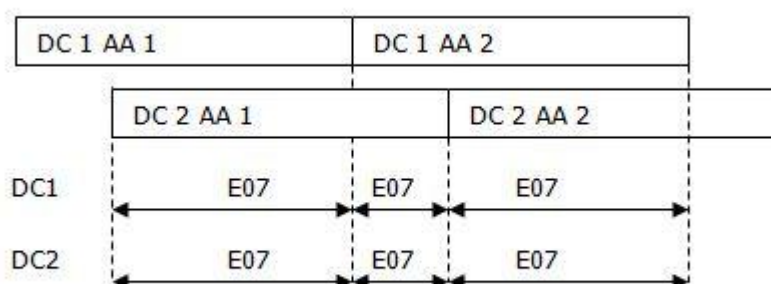 DC 1 AA 1 DC 1 AA 2
DC 2 AA 1 DC 2 AA 2
DC1 E07 E07 E07
DC2 E07 E07 E07